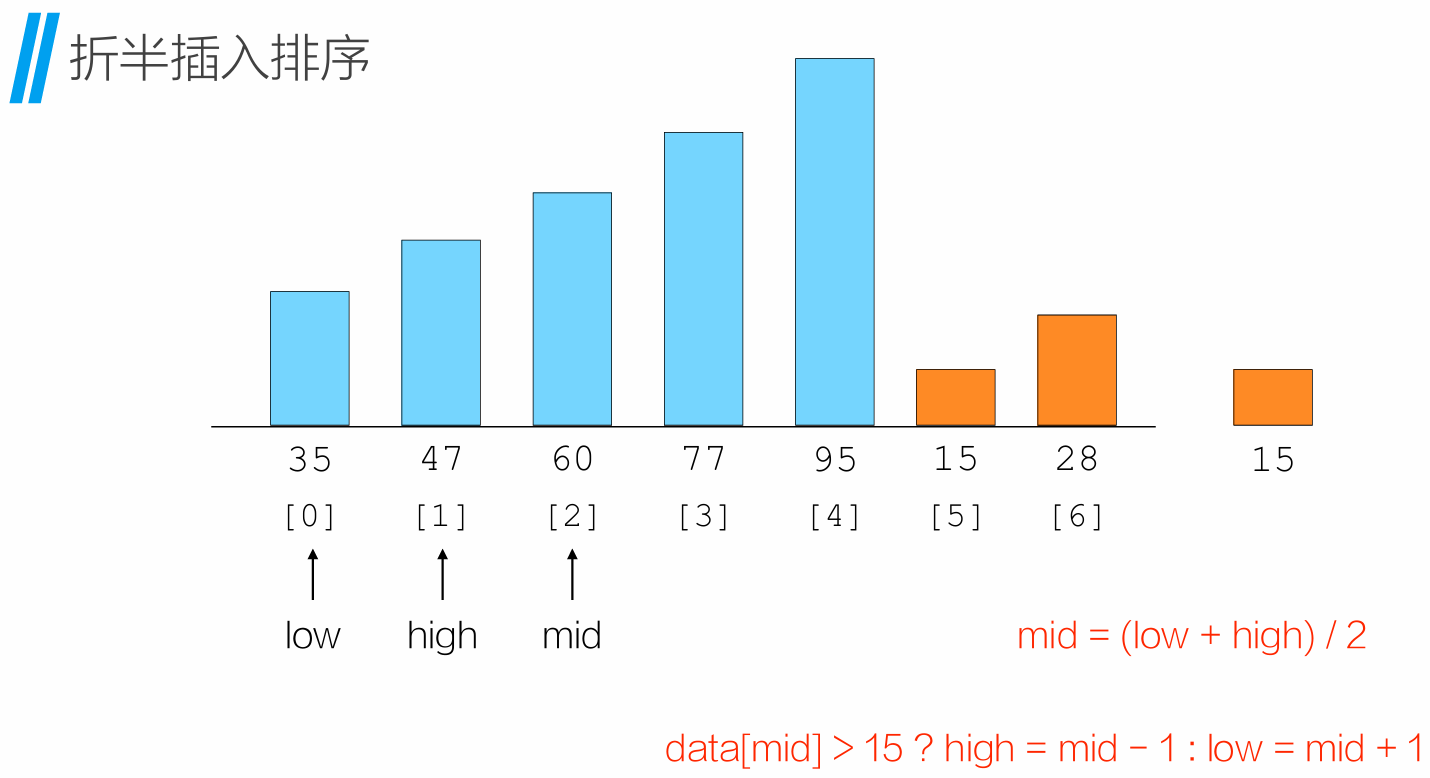 折半插入排序
35 47 60 77 95 15 28 15
[0] [1] [2] [3] [4] [5] [6]
low high mid
mid = (low + high) / 2
data[mid] > 15 ? high = mid − 1 : low = mid + 1